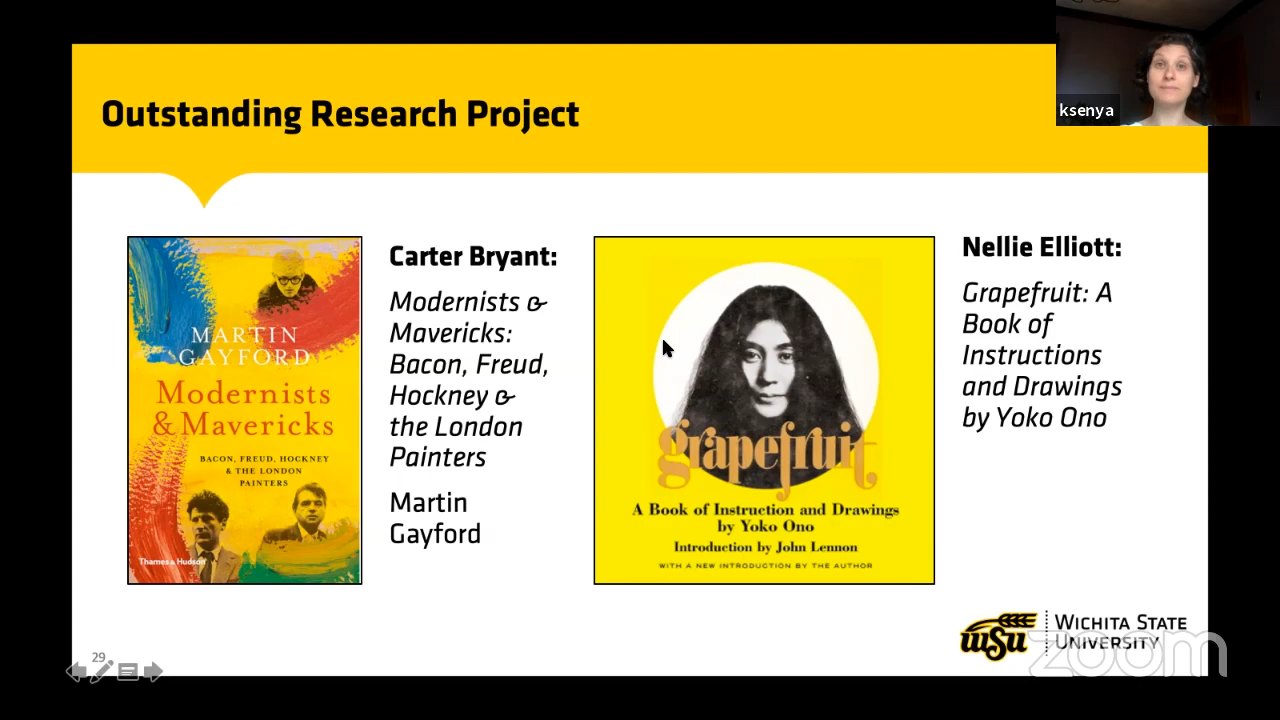 Outstanding Research Project
ksenya
MARTIN
GAYFORD
Modernists
& Mavericks
BACON, FREUD, HOCKNEY
& THE LONDON
PAINTERS
Thames & Hudson
Carter Bryant:
Modernists &
Mavericks:
Bacon, Freud,
Hockney &
the London
Painters
Martin
Gayford
grapefruit
A Book of Instruction and Drawings
by Yoko Ono
Introduction by John Lennon
WITH A NEW INTRODUCTION BY THE AUTHOR
Nellie Elliott:
Grapefruit: A
Book of
Instructions
and Drawings
by Yoko Ono
29
WSU
WICHITA STATE
UNIVERSITY
zoom